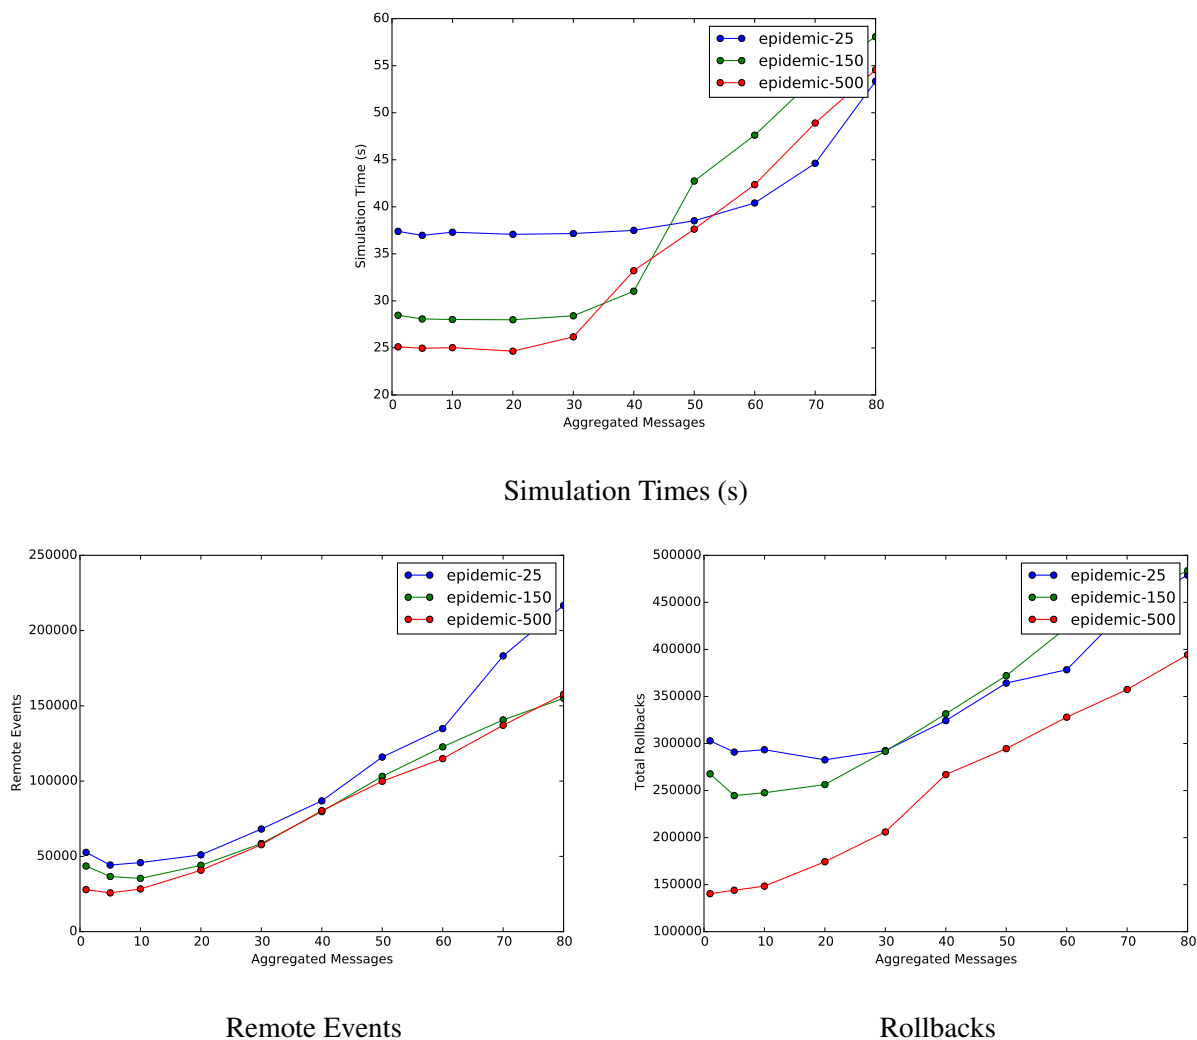 60
55
50
45
40
35
30
25
20
Simulation Time (s)
epidemic-25
epidemic-150
epidemic-500
0 10 20 30 40 50 60 70 80
Aggregated Messages
Simulation Times (s)
250000
200000
150000
100000
50000
0
Remote Events
epidemic-25
epidemic-150
epidemic-500
0 10 20 30 40 50 60 70 80
Aggregated Messages
Remote Events
500000
450000
400000
350000
300000
250000
200000
150000
100000
Total Rollbacks
epidemic-25
epidemic-150
epidemic-500
0 10 20 30 40 50 60 70 80
Aggregated Messages
Rollbacks